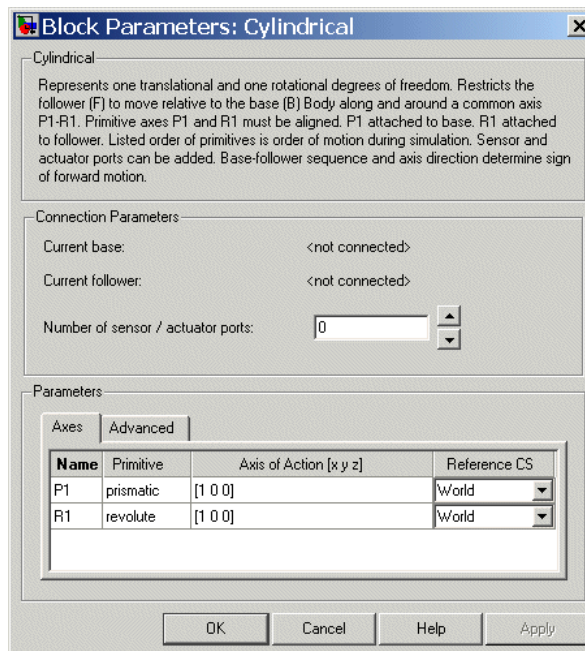 Block Parameters: Cylindrical
Cylindrical
Represents one translational and one rotational degrees of freedom. Restricts the
follower (F) to move relative to the base (B) Body along and around a common axis
P1-R1. Primitive axes P1 and R1 must be aligned. P1 attached to base. R1 attached
to follower. Listed order of primitives is order of motion during simulation. Sensor and
actuator ports can be added. Base-follower sequence and axis direction determine sign
of forward motion.
Connection Parameters
Current base: <not connected>
Current follower: <not connected>
Number of sensor / actuator ports: 0
Parameters
Axes Advanced
Name Primitive Axis of Action [x y z] Reference CS
P1 prismatic [1 0 0] World
R1 revolute [1 0 0] World
OK Cancel Help Apply